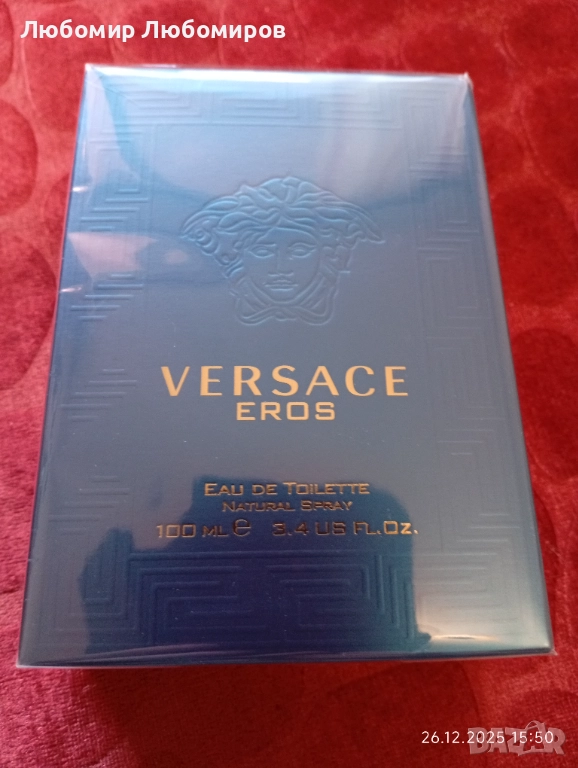 Любомир Любомиров
VERSACE
EROS
EAU DE TOILETTE
NATURAL SPRAY
100 ML ℮ 3.4 US FL.OZ.
26.12.2025 15:50
BAZAR